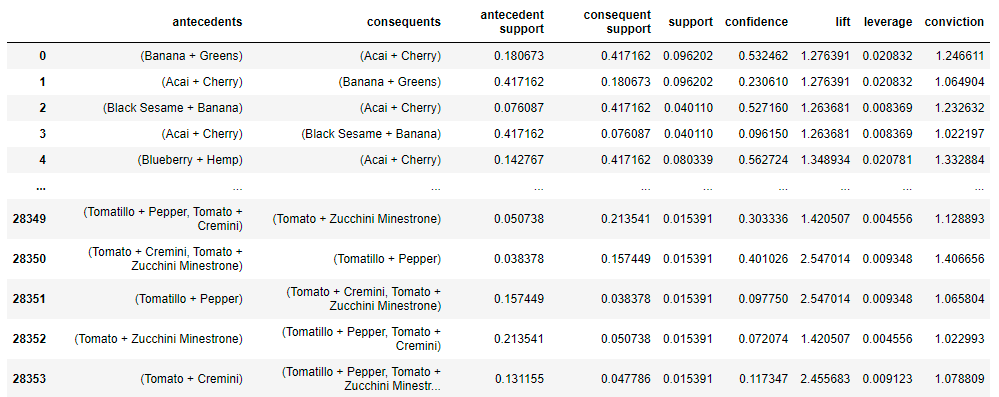 antecedents consequents antecedent support consequent support support confidence lift leverage conviction
0 (Banana + Greens) (Acai + Cherry) 0.180673 0.417162 0.096202 0.532462 1.276391 0.020832 1.246611
1 (Acai + Cherry) (Banana + Greens) 0.417162 0.180673 0.096202 0.230610 1.276391 0.020832 1.064904
2 (Black Sesame + Banana) (Acai + Cherry) 0.076087 0.417162 0.040110 0.527160 1.263681 0.008369 1.232632
3 (Acai + Cherry) (Black Sesame + Banana) 0.417162 0.076087 0.040110 0.096150 1.263681 0.008369 1.022197
4 (Blueberry + Hemp) (Acai + Cherry) 0.142767 0.417162 0.080339 0.562724 1.348934 0.020781 1.332884
... ... ... ... ... ... ... ... ... ...
28349 (Tomatillo + Pepper, Tomato + Cremini) (Tomato + Zucchini Minestrone) 0.050738 0.213541 0.015391 0.303336 1.420507 0.004556 1.128893
28350 (Tomato + Cremini, Tomato + Zucchini Minestrone) (Tomatillo + Pepper) 0.038378 0.157449 0.015391 0.401026 2.547014 0.009348 1.406656
28351 (Tomatillo + Pepper) (Tomato + Cremini, Tomato + Zucchini Minestrone) 0.157449 0.038378 0.015391 0.097750 2.547014 0.009348 1.065804
28352 (Tomato + Zucchini Minestrone) (Tomatillo + Pepper, Tomato + Cremini) 0.213541 0.050738 0.015391 0.072074 1.420507 0.004556 1.022993
28353 (Tomato + Cremini) (Tomatillo + Pepper, Tomato + Zucchini Minestr... 0.131155 0.047786 0.015391 0.117347 2.455683 0.009123 1.078809